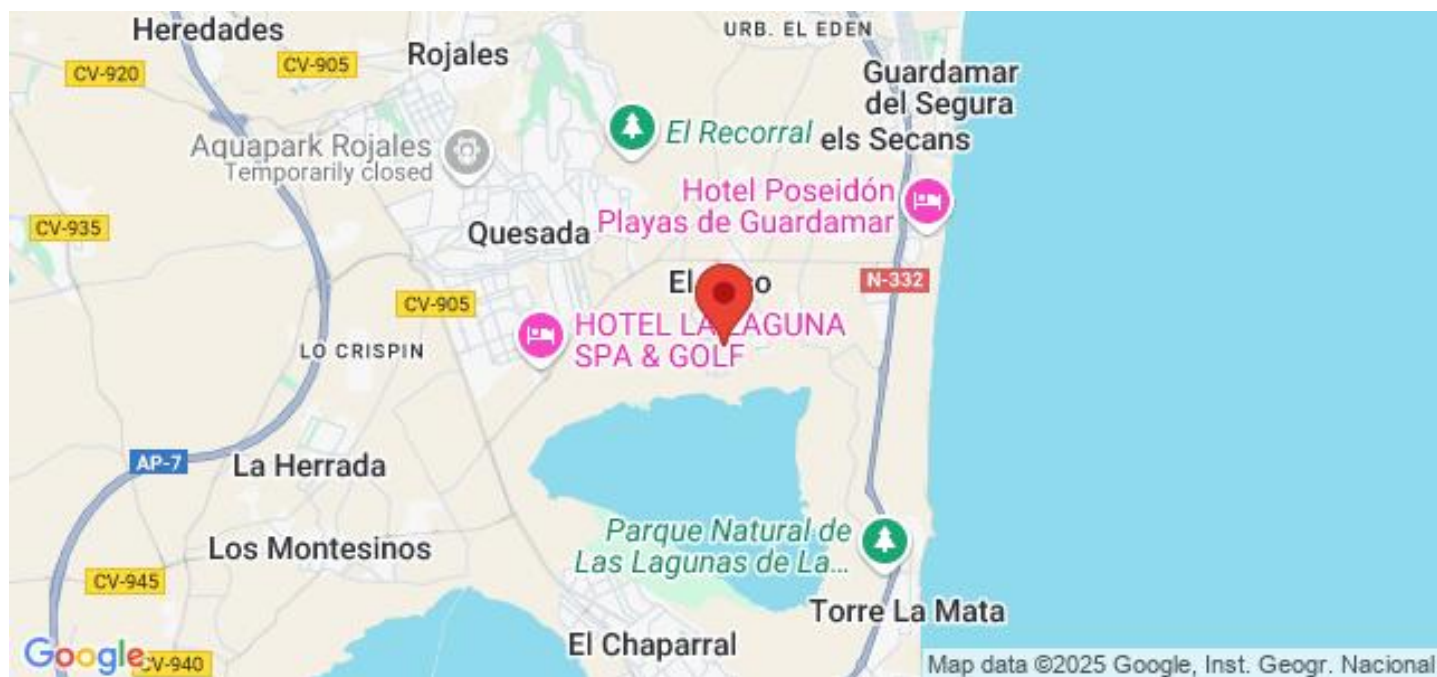 Heredades
Rojales
URB. EL EDEN
CV-920
CV-905
Guardamar
del Segura
Aquapark Rojales
Temporarily closed
El Recorral
els Secans
Hotel Poseidón
Playas de Guardamar
CV-935
Quesada
El
N-332
CV-905
HOTEL LA LAGUNA
SPA & GOLF
LO CRISPIN
AP-7
La Herrada
Parque Natural de
Las Lagunas de La...
Los Montesinos
CV-945
Torre La Mata
El Chaparral
Google
CV-940
Map data ©2025 Google, Inst. Geogr. Nacional